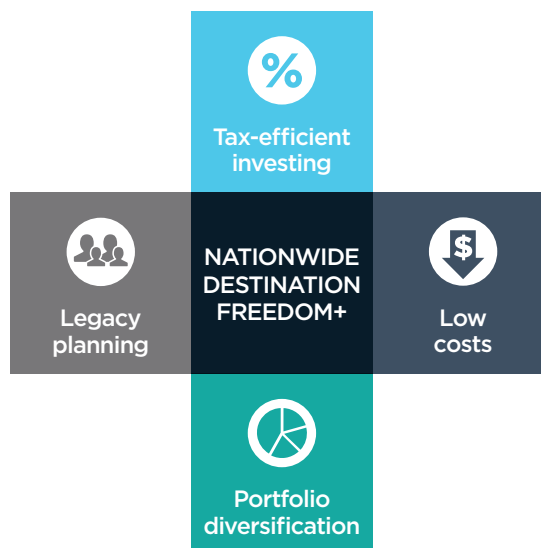 %
Tax-efficient
investing
Legacy
planning
NATIONWIDE
DESTINATION
FREEDOM+
$
Low
costs
Portfolio
diversification